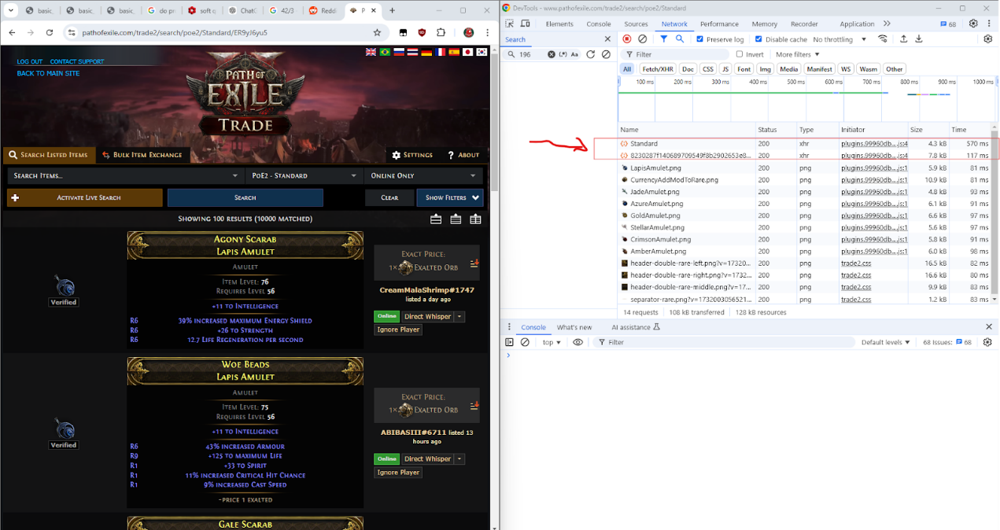 basic_
basic_
basic_
do pr
soft q
ChatG
42/3
Reddi
P
pathofexile.com/trade2/search/poe2/Standard/ER9yJ6yu5
LOG OUT CONTACT SUPPORT
BACK TO MAIN SITE
PATH OF
EXILE
TRADE
SEARCH LISTED ITEMS
BULK ITEM EXCHANGE
SETTINGS
? ABOUT
SEARCH ITEMS...
POE2 - STANDARD
ONLINE ONLY
ACTIVATE LIVE SEARCH
SEARCH
CLEAR
SHOW FILTERS
SHOWING 100 RESULTS (10000 MATCHED)
AGONY SCARAB
LAPIS AMULET
AMULET
ITEM LEVEL: 76
REQUIRES LEVEL 56
+11 TO INTELLIGENCE
R6 39% INCREASED MAXIMUM ENERGY SHIELD
R6 +26 TO STRENGTH
R6 12.7 LIFE REGENERATION PER SECOND
Verified
EXACT PRICE:
1× EXALTED ORB
CreamMalaShrimp#1747
listed a day ago
Online Direct Whisper
Ignore Player
WOE BEADS
LAPIS AMULET
AMULET
ITEM LEVEL: 75
REQUIRES LEVEL 56
+11 TO INTELLIGENCE
R6 43% INCREASED ARMOUR
R9 +125 TO MAXIMUM LIFE
R1 +33 TO SPIRIT
R1 11% INCREASED CRITICAL HIT CHANCE
R1 9% INCREASED CAST SPEED
~PRICE 1 EXALTED
Verified
EXACT PRICE:
1× EXALTED ORB
ABIBASIII#6711 listed 13
hours ago
Online Direct Whisper
Ignore Player
GALE SCARAB
DevTools - www.pathofexile.com/trade2/search/poe2/Standard
Elements Console Sources Network Performance Memory Recorder Application 68
Search
196 (.*) Aa
Preserve log Disable cache No throttling
Filter Invert More filters
All Fetch/XHR Doc CSS JS Font Img Media Manifest WS Wasm Other
100 ms 200 ms 300 ms 400 ms 500 ms 600 ms 700 ms 800 ms 900 ms 1000 ms
Name Status Type Initiator Size Time
Standard 200 xhr plugins.99960db....js:4 4.3 kB 570 ms
8230287f140689709549f8b2902653e8... 200 xhr plugins.99960db....js:4 7.8 kB 117 ms
LapisAmulet.png 200 png plugins.99960db....js:1 5.9 kB 81 ms
CurrencyAddModToRare.png 200 png plugins.99960db....js:1 10.9 kB 81 ms
JadeAmulet.png 200 png plugins.99960db....js:1 4.8 kB 93 ms
AzureAmulet.png 200 png plugins.99960db....js:1 6.1 kB 91 ms
GoldAmulet.png 200 png plugins.99960db....js:1 6.6 kB 97 ms
StellarAmulet.png 200 png plugins.99960db....js:1 5.6 kB 97 ms
CrimsonAmulet.png 200 png plugins.99960db....js:1 5.8 kB 91 ms
AmberAmulet.png 200 png plugins.99960db....js:1 6.0 kB 98 ms
header-double-rare-left.png?v=17320... 200 png trade2.css 16.5 kB 82 ms
header-double-rare-right.png?v=1732... 200 png trade2.css 16.6 kB 80 ms
header-double-rare-middle.png?v=17... 200 png trade2.css 9.9 kB 83 ms
separator-rare.png?v=1732003056521... 200 png trade2.css 1.2 kB 83 ms
14 requests 108 kB transferred 128 kB resources
Console What's new AI assistance
top Filter Default levels 68 Issues: 68